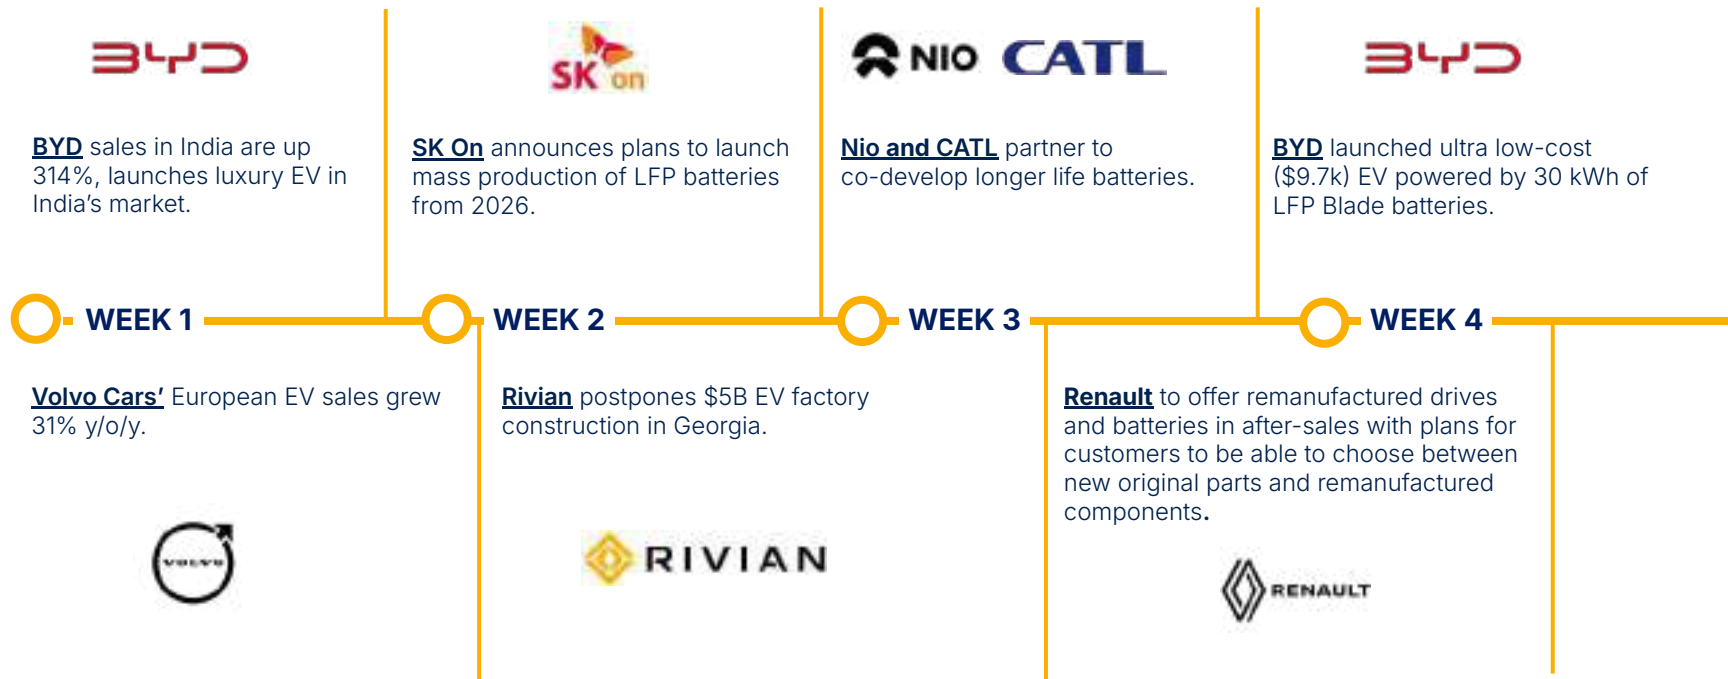 BYD
BYD sales in India are up
314%, launches luxury EV in
India’s market.
SK on
SK On announces plans to launch
mass production of LFP batteries
from 2026.
NIO CATL
Nio and CATL partner to
co-develop longer life batteries.
BYD
BYD launched ultra low-cost
($9.7k) EV powered by 30 kWh of
LFP Blade batteries.
WEEK 1
WEEK 2
WEEK 3
WEEK 4
Volvo Cars’ European EV sales grew
31% y/o/y.
VOLVO
Rivian postpones $5B EV factory
construction in Georgia.
RIVIAN
Renault to offer remanufactured drives
and batteries in after-sales with plans for
customers to be able to choose between
new original parts and remanufactured
components.
RENAULT